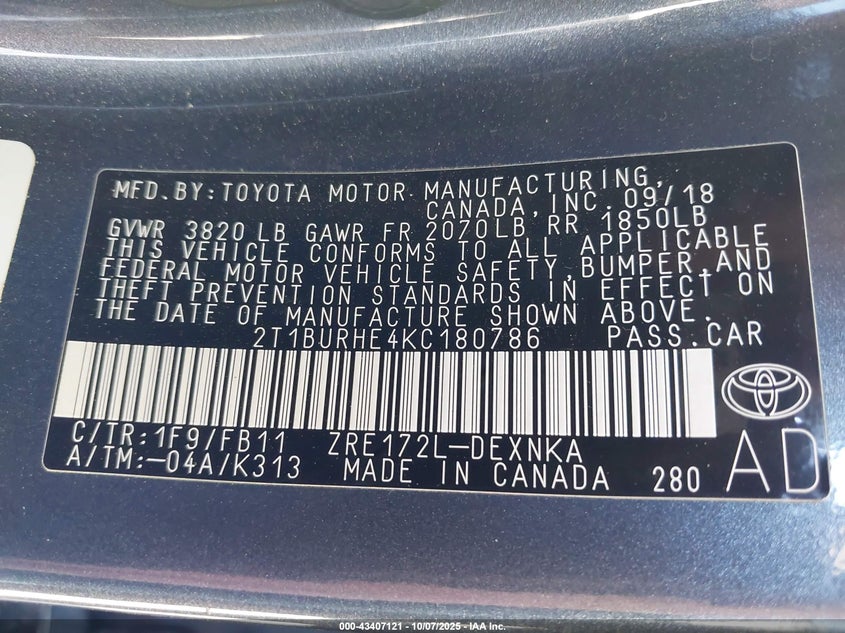 MFD.BY:TOYOTA MOTOR MANUFACTURING,
CANADA,INC. 09/18
GVWR 3820 LB GAWR FR 2070LB RR 1850LB
THIS VEHICLE CONFORMS TO ALL APPLICABLE
FEDERAL MOTOR VEHICLE SAFETY,BUMPER,AND
THEFT PREVENTION STANDARDS IN EFFECT ON
THE DATE OF MANUFACTURE SHOWN ABOVE.
2T1BURHE4KC180786 PASS.CAR
C/TR:1F9/FB11 ZRE172L-DEXNKA
A/TM:-04A/K313 MADE IN CANADA 280 AD
000-43407121 - 10/07/2025 - IAA Inc.